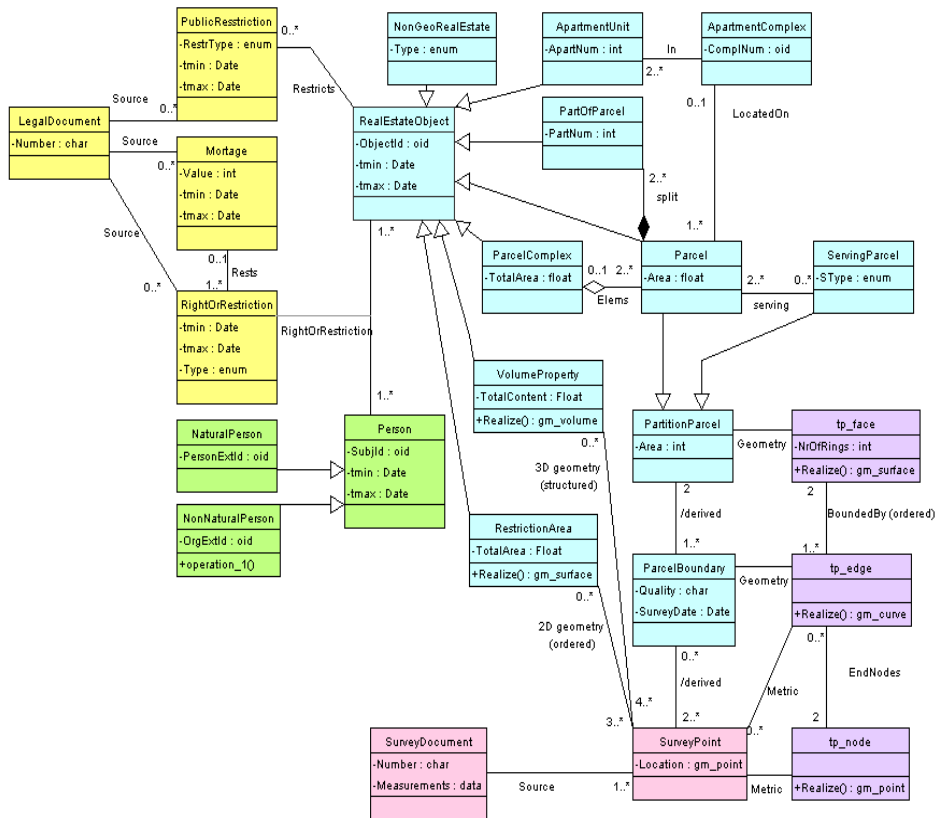 PublicResstriction
-RestrType : enum
-tmin : Date
-tmax : Date
0..*
Restricts
NonGeoRealEstate
-Type : enum
ApartmentUnit
-ApartNum : int
In
2..*
ApartmentComplex
-ComplNum : oid
0..1
LocatedOn
Source
0..*
LegalDocument
-Number : char
Source
0..*
Mortage
-Value : int
-tmin : Date
-tmax : Date
RealEstateObject
-ObjectId : oid
-tmin : Date
-tmax : Date
PartOfParcel
-PartNum : int
2..*
split
Source
0..*
0..1
Rests
1..*
1..*
1..*
RightOrRestriction
-tmin : Date
-tmax : Date
-Type : enum
RightOrRestriction
ParcelComplex
-TotalArea : float
0..1
2..*
Elems
Parcel
-Area : float
2..*
0..*
serving
ServingParcel
-SType : enum
VolumeProperty
-TotalContent : Float
+Realize() : gm_volume
0..*
3D geometry
(structured)
1..*
Person
-SubjId : oid
-tmin : Date
-tmax : Date
NaturalPerson
-PersonExtId : oid
NonNaturalPerson
-OrgExtId : oid
+operation_1()
PartitionParcel
-Area : int
Geometry
tp_face
-NrOfRings : int
+Realize() : gm_surface
2
/derived
1..*
2
BoundedBy (ordered)
1..*
RestrictionArea
-TotalArea : Float
+Realize() : gm_surface
0..*
2D geometry
(ordered)
ParcelBoundary
-Quality : char
-SurveyDate : Date
Geometry
tp_edge
+Realize() : gm_curve
0..*
/derived
2..*
0..*
EndNodes
2
Metric
0..*
4..*
3..*
SurveyDocument
-Number : char
-Measurements : data
Source
1..*
SurveyPoint
-Location : gm_point
Metric
tp_node
+Realize() : gm_point